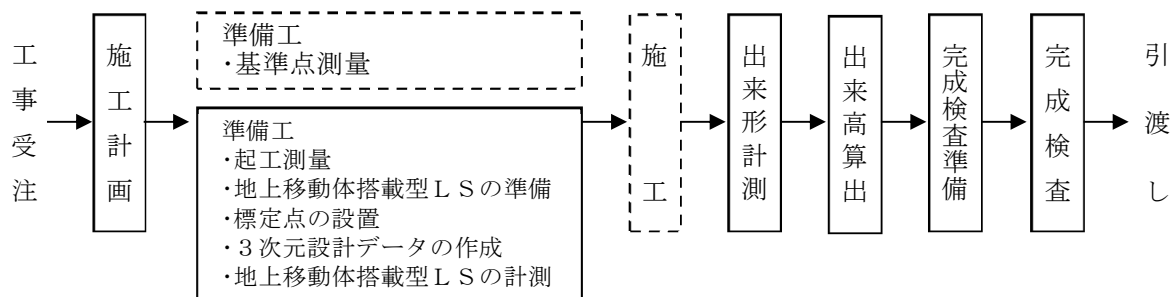 工事受注
施工計画
準備工
・基準点測量
準備工
・起工測量
・地上移動体搭載型ＬＳの準備
・標定点の設置
・３次元設計データの作成
・地上移動体搭載型ＬＳの計測
施工
出来形計測
出来高算出
完成検査準備
完成検査
引渡し